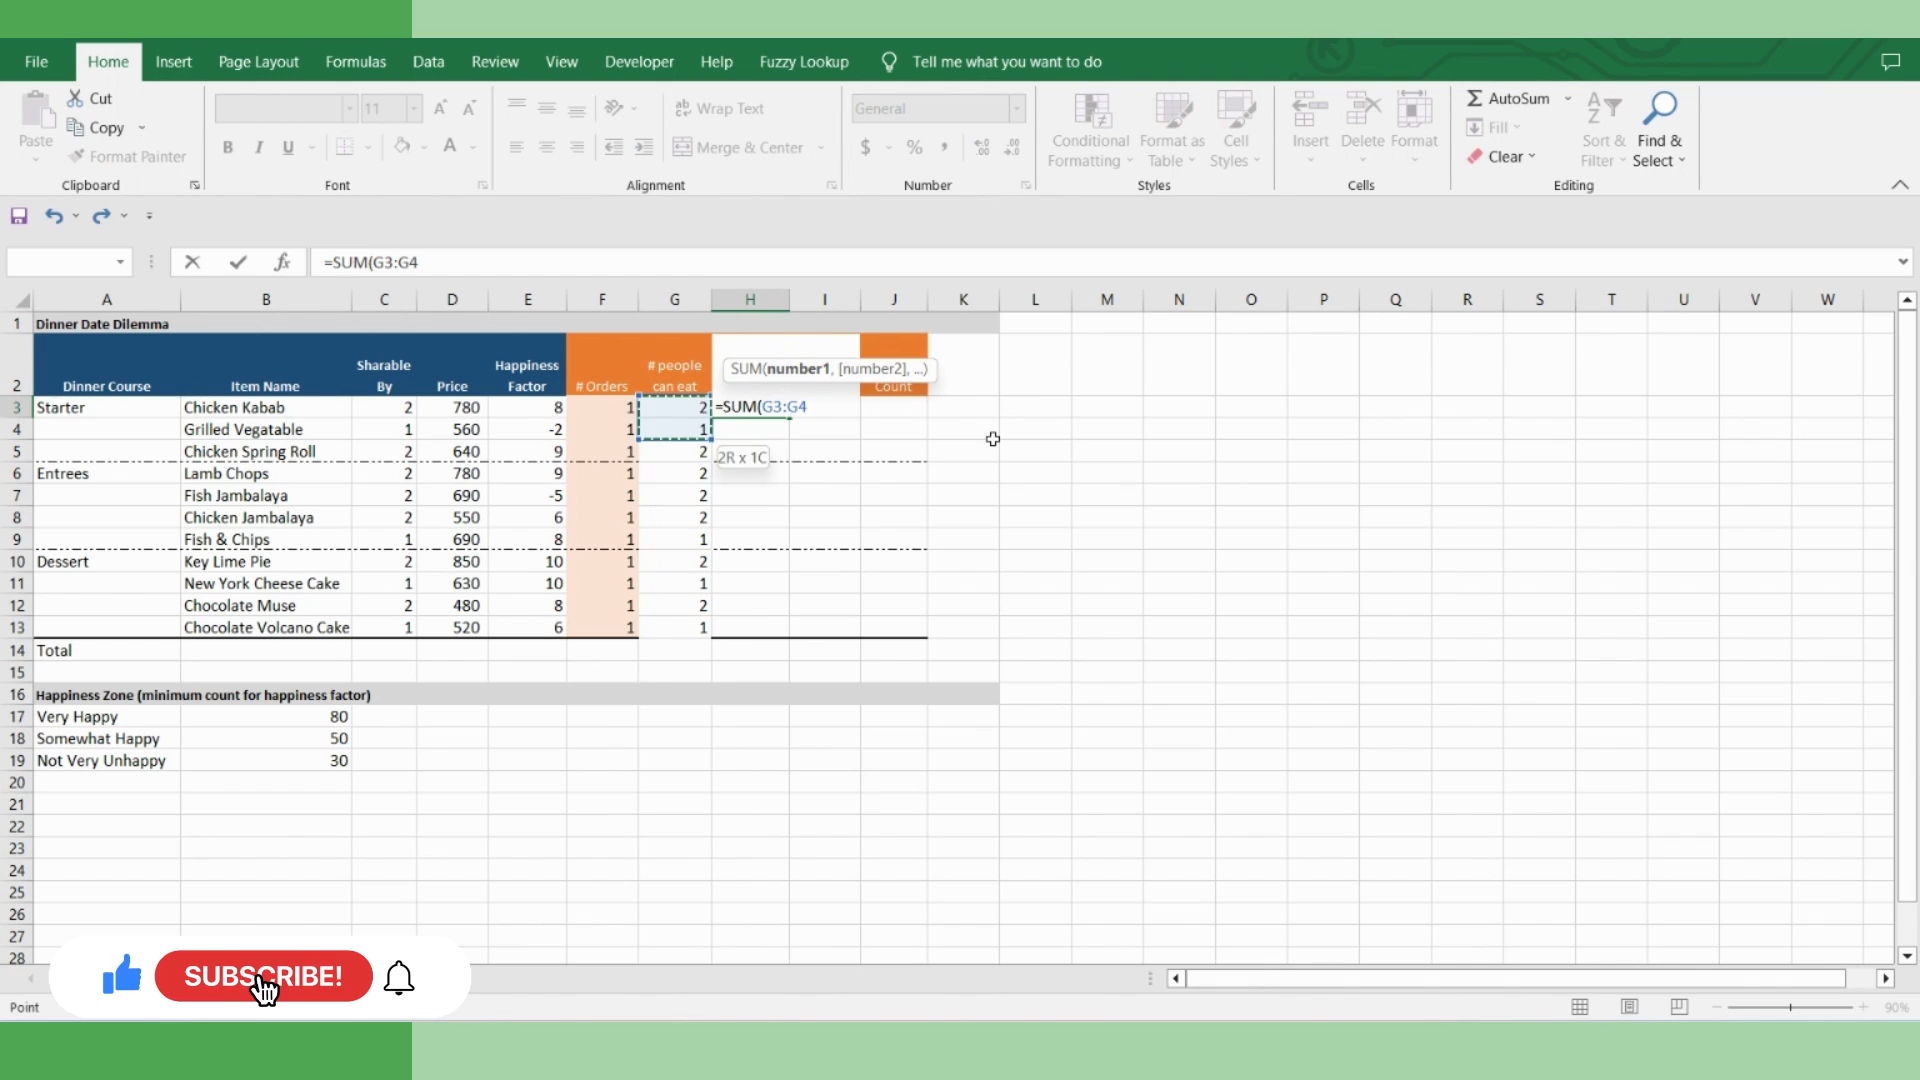 File Home Insert Page Layout Formulas Data Review View Developer Help Fuzzy Lookup Tell me what you want to do
Paste
Cut
Copy
Format Painter
Clipboard
11
B I U
Font
Wrap Text
Merge & Center
Alignment
General
$ % ,
Number
Conditional Formatting
Format as Table
Cell Styles
Styles
Insert Delete Format
Cells
AutoSum
Fill
Clear
Sort & Filter
Find & Select
Editing
fx =SUM(G3:G4
A B C D E F G H I J K L M N O P Q R S T U V W
1 Dinner Date Dilemma
2 Dinner Course Item Name Sharable By Price Happiness Factor # Orders # people can eat Count
SUM(number1, [number2], ...)
3 Starter Chicken Kabab 2 780 8 1 2 =SUM(G3:G4
4 Grilled Vegatable 1 560 -2 1 1
5 Chicken Spring Roll 2 640 9 1 2
2R x 1C
6 Entrees Lamb Chops 2 780 9 1 2
7 Fish Jambalaya 2 690 -5 1 2
8 Chicken Jambalaya 2 550 6 1 2
9 Fish & Chips 1 690 8 1 1
10 Dessert Key Lime Pie 2 850 10 1 2
11 New York Cheese Cake 1 630 10 1 1
12 Chocolate Muse 2 480 8 1 2
13 Chocolate Volcano Cake 1 520 6 1 1
14 Total
15
16 Happiness Zone (minimum count for happiness factor)
17 Very Happy 80
18 Somewhat Happy 50
19 Not Very Unhappy 30
20
21
22
23
24
25
26
27
28
SUBSCRIBE!
Point
90%